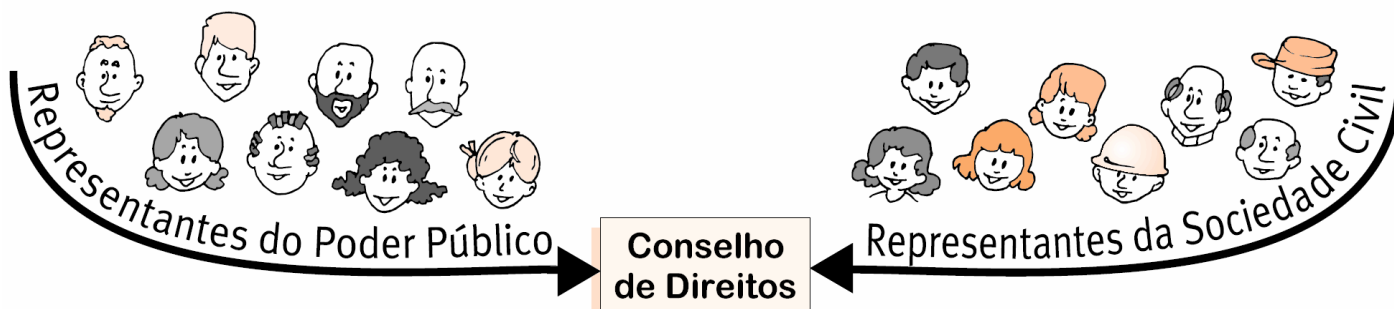 Representantes do Poder Público
Conselho
de Direitos
Representantes da Sociedade Civil